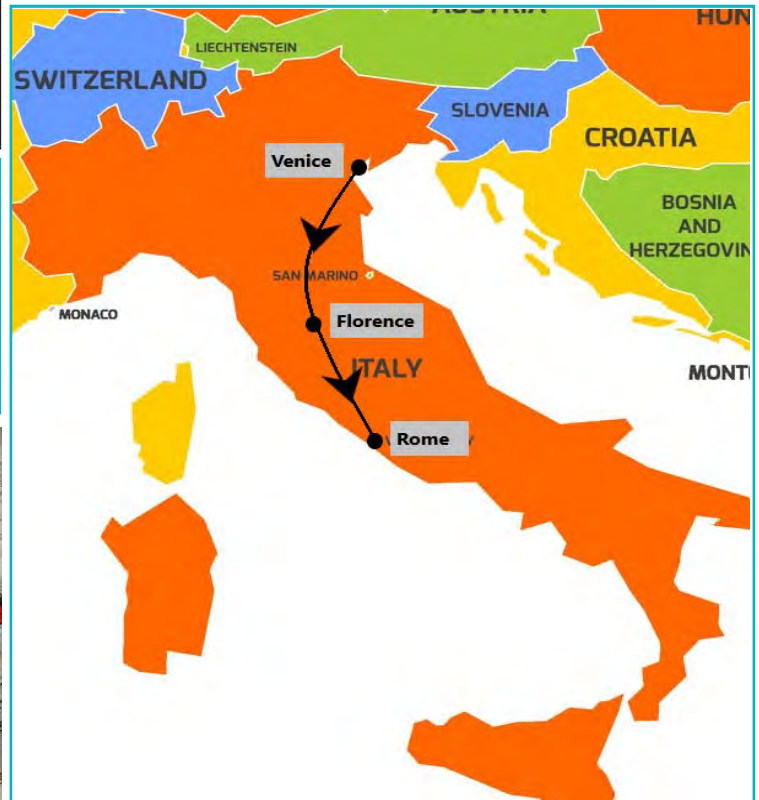 AUSTRIA
HUN
LIECHTENSTEIN
SWITZERLAND
SLOVENIA
CROATIA
Venice
BOSNIA
AND
HERZEGOVIN
SAN MARINO
MONACO
Florence
ITALY
MONT
Rome